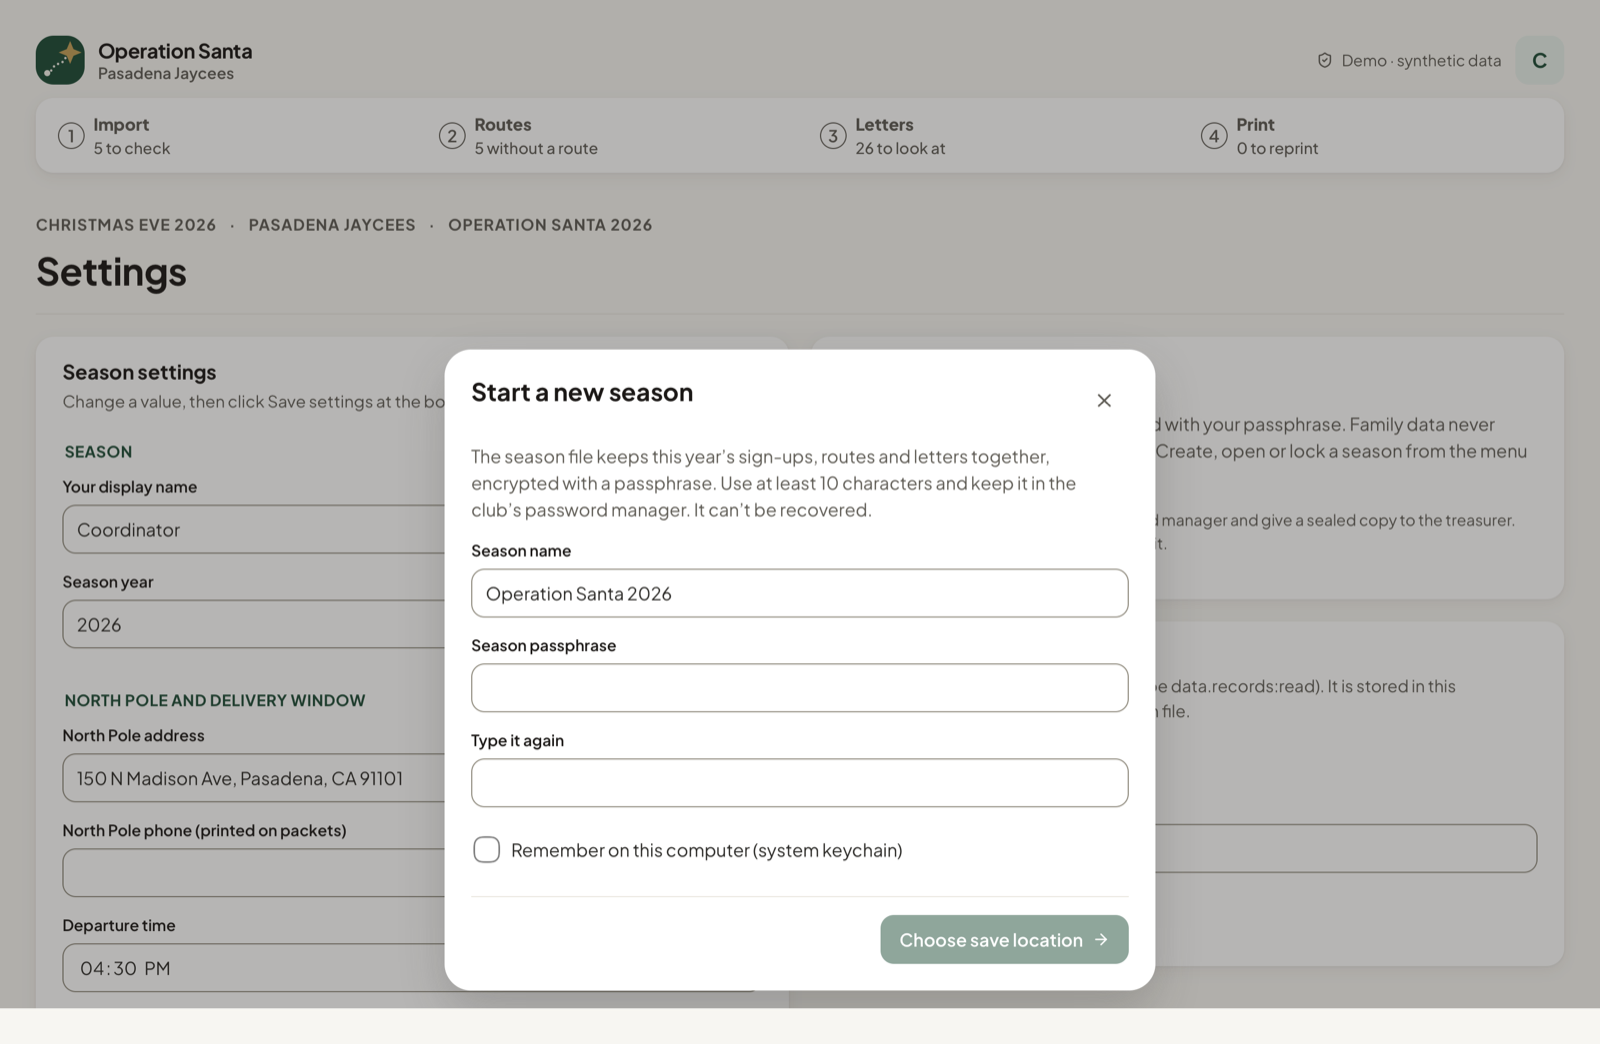 Operation Santa
Pasadena Jaycees
Demo · synthetic data
C
1
Import
5 to check
2
Routes
5 without a route
3
Letters
26 to look at
4
Print
0 to reprint
CHRISTMAS EVE 2026 · PASADENA JAYCEES · OPERATION SANTA 2026
Settings
Season settings
Change a value, then click Save settings at the bo
SEASON
Your display name
Coordinator
Season year
2026
NORTH POLE AND DELIVERY WINDOW
North Pole address
150 N Madison Ave, Pasadena, CA 91101
North Pole phone (printed on packets)
Departure time
04:30 PM
Start a new season
The season file keeps this year’s sign-ups, routes and letters together,
encrypted with a passphrase. Use at least 10 characters and keep it in the
club’s password manager. It can’t be recovered.
Season name
Operation Santa 2026
Season passphrase
Type it again
Remember on this computer (system keychain)
Choose save location →
with your passphrase. Family data never
Create, open or lock a season from the menu
manager and give a sealed copy to the treasurer.
data.records:read). It is stored in this
file.